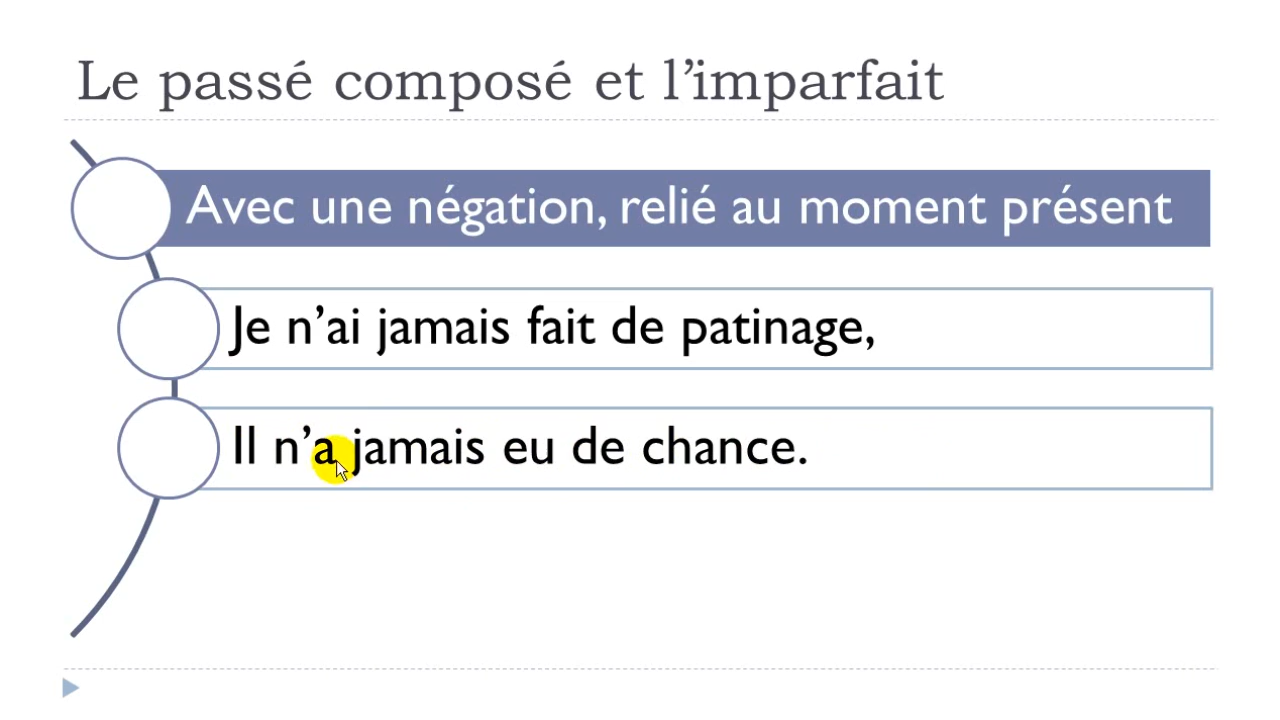 Le passé composé et l’imparfait
Avec une négation, relié au moment présent
Je n’ai jamais fait de patinage,
Il n’a jamais eu de chance.